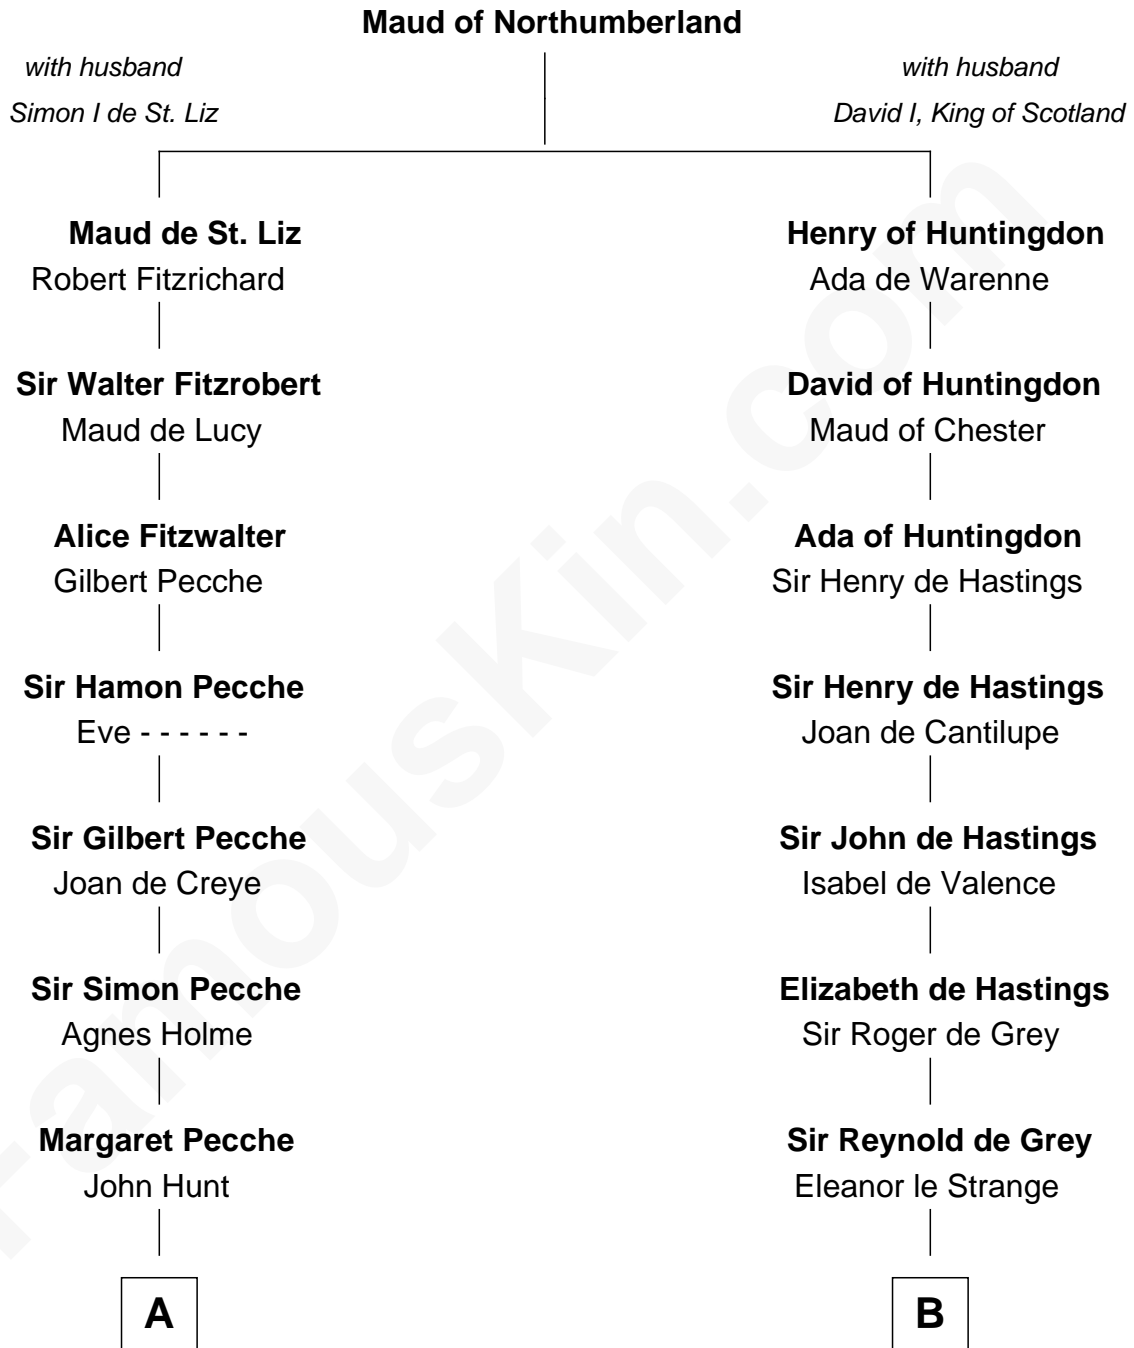 Maud of Northumberland
with husband
Simon I de St. Liz
with husband
David I, King of Scotland
Maud de St. Liz
Robert Fitzrichard
Henry of Huntingdon
Ada de Warenne
Sir Walter Fitzrobert
Maud de Lucy
David of Huntingdon
Maud of Chester
Alice Fitzwalter
Gilbert Pecche
Ada of Huntingdon
Sir Henry de Hastings
Sir Hamon Pecche
Eve - - - - - -
Sir Henry de Hastings
Joan de Cantilupe
Sir Gilbert Pecche
Joan de Creye
Sir John de Hastings
Isabel de Valence
Sir Simon Pecche
Agnes Holme
Elizabeth de Hastings
Sir Roger de Grey
Margaret Pecche
John Hunt
Sir Reynold de Grey
Eleanor le Strange
A
B
FamousKin.com